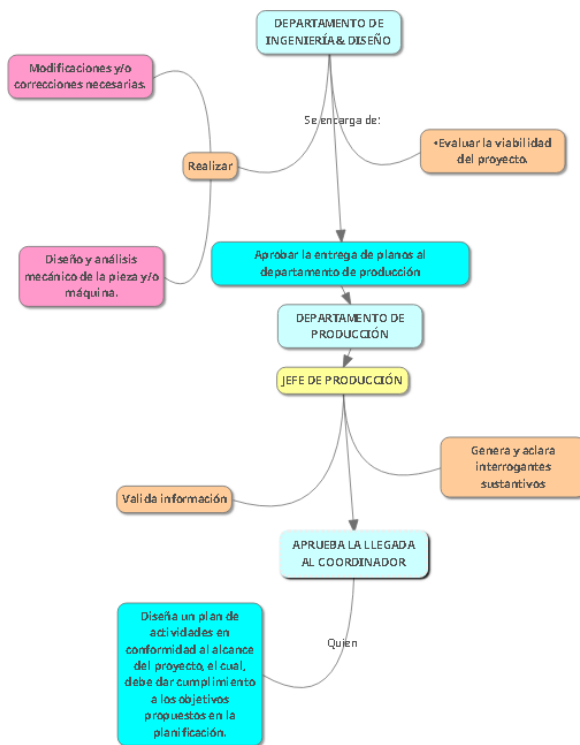 DEPARTAMENTO DE
INGENIERÍA & DISEÑO
Modificaciones y/o
correcciones necesarias.
Se encarga de:
•Evaluar la viabilidad
del proyecto.
Realizar
Diseño y análisis
mecánico de la pieza y/o
máquina.
Aprobar la entrega de planos al
departamento de producción
DEPARTAMENTO DE
PRODUCCIÓN
JEFE DE PRODUCCIÓN
Genera y aclara
interrogantes
sustantivos
Valida información
APRUEBA LA LLEGADA
AL COORDINADOR
Quien
Diseña un plan de
actividades en
conformidad al alcance
del proyecto, el cual,
debe dar cumplimiento
a los objetivos
propuestos en la
planificación.